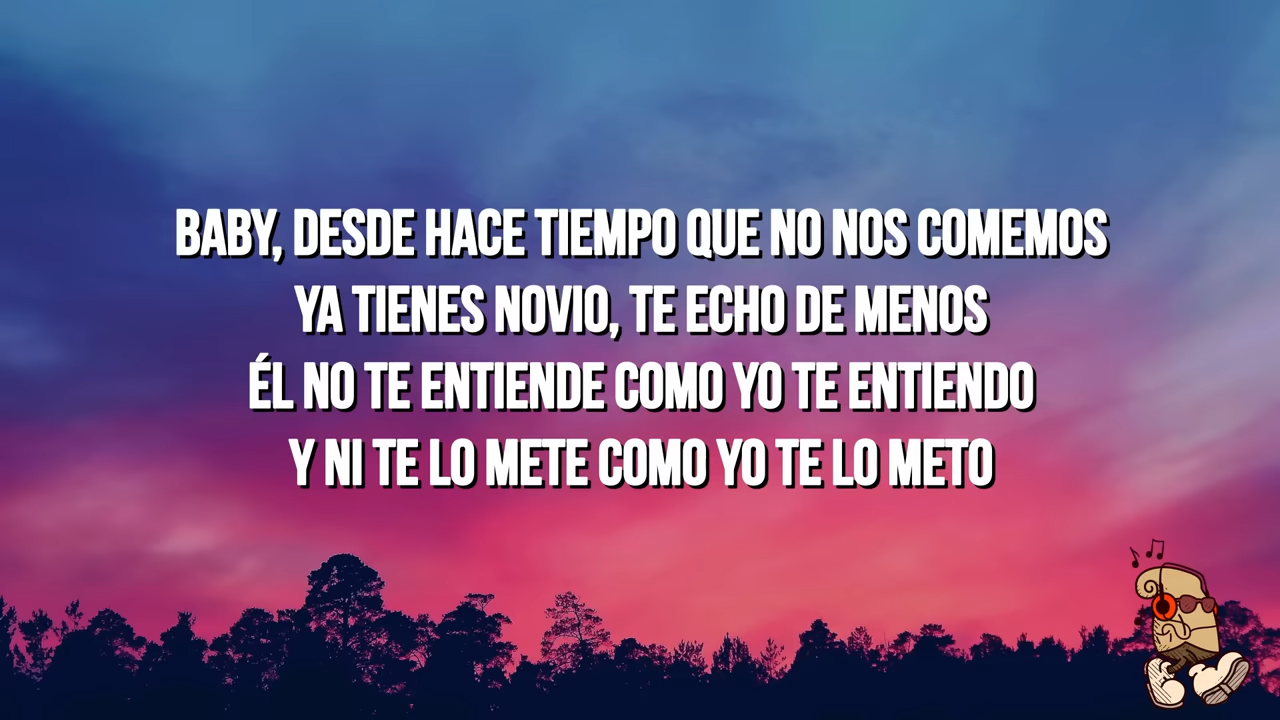 BABY, DESDE HACE TIEMPO QUE NO NOS COMEMOS
YA TIENES NOVIO, TE ECHO DE MENOS
ÉL NO TE ENTIENDE COMO YO TE ENTIENDO
Y NI TE LO METE COMO YO TE LO METO